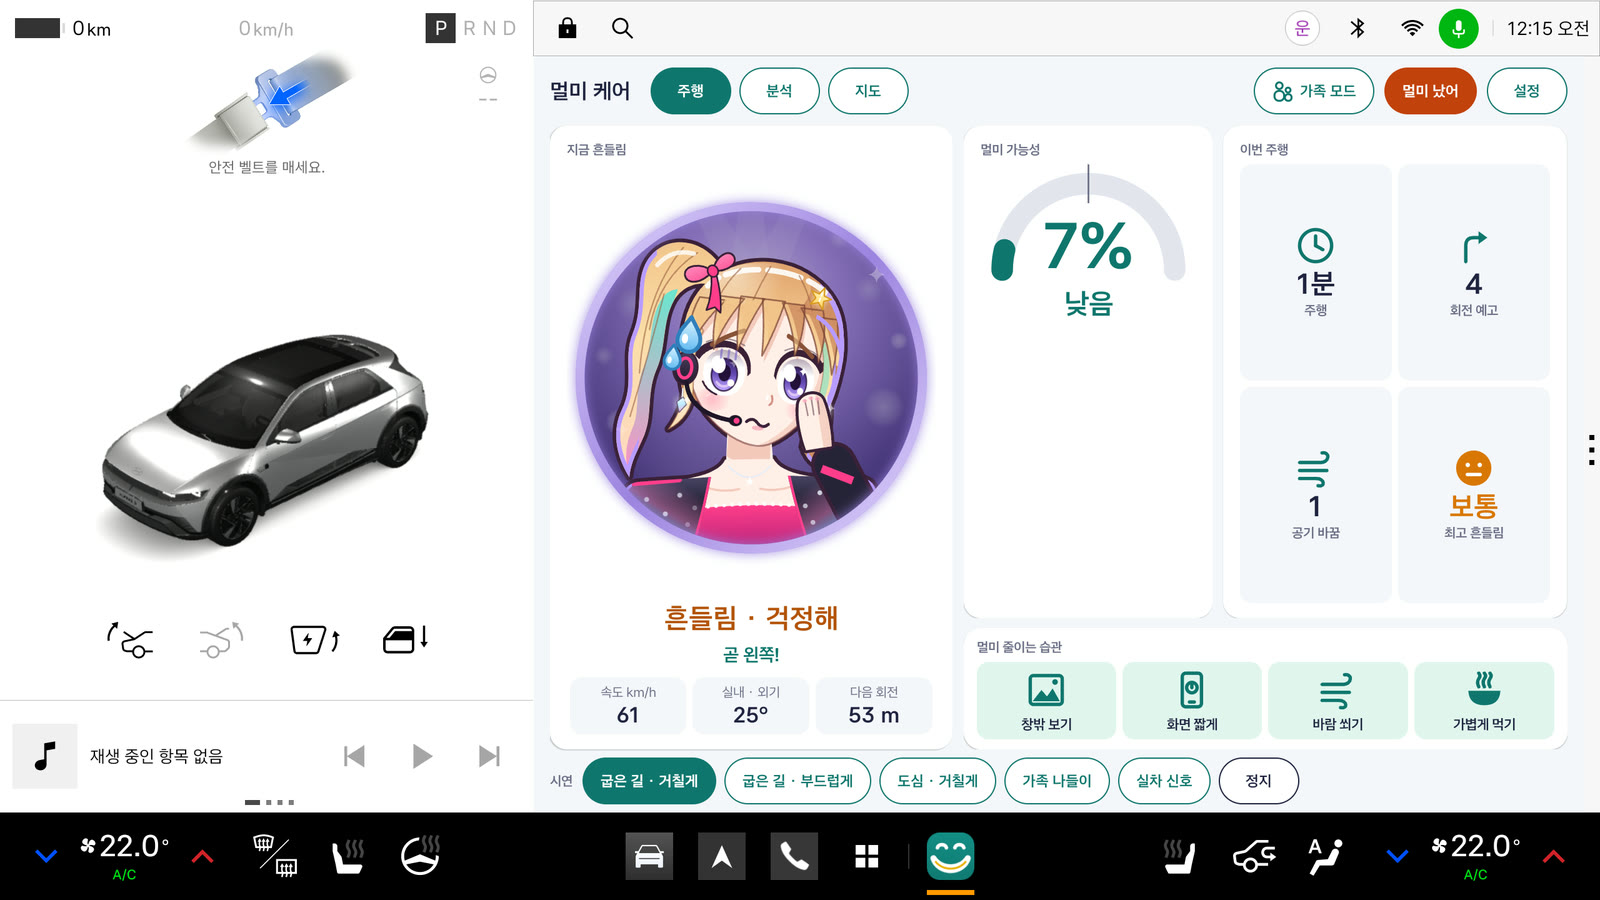 0 km
0 km/h
P R N D
--
안전 벨트를 매세요.
재생 중인 항목 없음
운
12:15 오전
멀미 케어
주행
분석
지도
가족 모드
멀미 났어
설정
지금 흔들림
흔들림 · 걱정해
곧 왼쪽!
속도 km/h
61
실내 · 외기
25°
다음 회전
53 m
멀미 가능성
7%
낮음
이번 주행
1분
주행
4
회전 예고
1
공기 바꿈
보통
최고 흔들림
멀미 줄이는 습관
창밖 보기
화면 짧게
바람 쐬기
가볍게 먹기
시연
굽은 길 · 거칠게
굽은 길 · 부드럽게
도심 · 거칠게
가족 나들이
실차 신호
정지
22.0°
A/C
A
22.0°
A/C